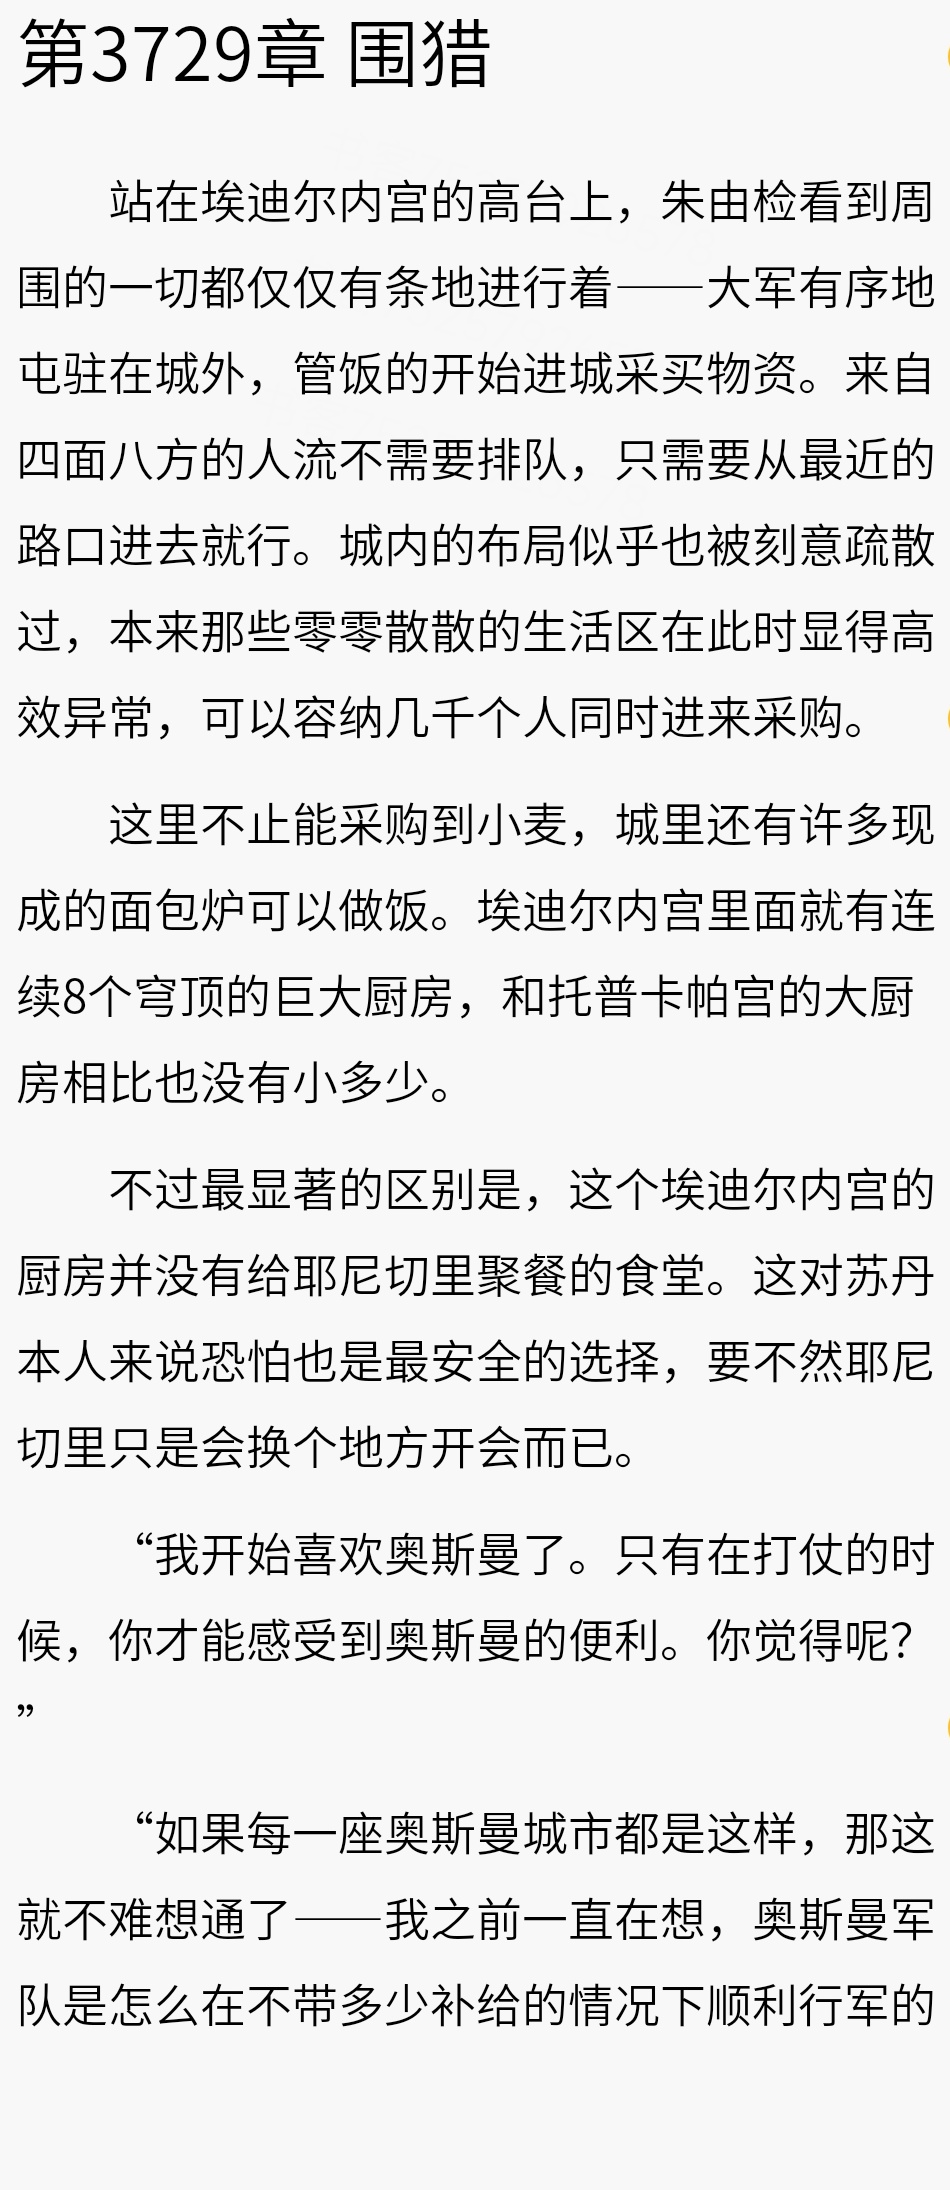 第3729章 围猎
站在埃迪尔内宫的高台上，朱由检看到周
围的一切都仅仅有条地进行着——大军有序地
屯驻在城外，管饭的开始进城采买物资。来自
四面八方的人流不需要排队，只需要从最近的
路口进去就行。城内的布局似乎也被刻意疏散
过，本来那些零零散散的生活区在此时显得高
效异常，可以容纳几千个人同时进来采购。
这里不止能采购到小麦，城里还有许多现
成的面包炉可以做饭。埃迪尔内宫里面就有连
续8个穹顶的巨大厨房，和托普卡帕宫的大厨
房相比也没有小多少。
不过最显著的区别是，这个埃迪尔内宫的
厨房并没有给耶尼切里聚餐的食堂。这对苏丹
本人来说恐怕也是最安全的选择，要不然耶尼
切里只是会换个地方开会而已。
“我开始喜欢奥斯曼了。只有在打仗的时
候，你才能感受到奥斯曼的便利。你觉得呢？
”
“如果每一座奥斯曼城市都是这样，那这
就不难想通了——我之前一直在想，奥斯曼军
队是怎么在不带多少补给的情况下顺利行军的